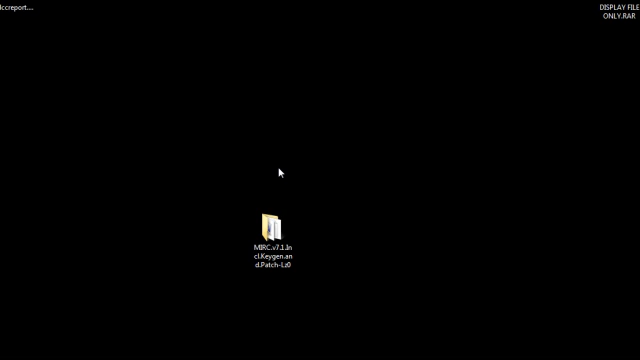 lccreport....
DISPLAY FILE
ONLY.RAR
MIRC.v7.1.In
cl.Keygen.an
d.Patch-Lz0